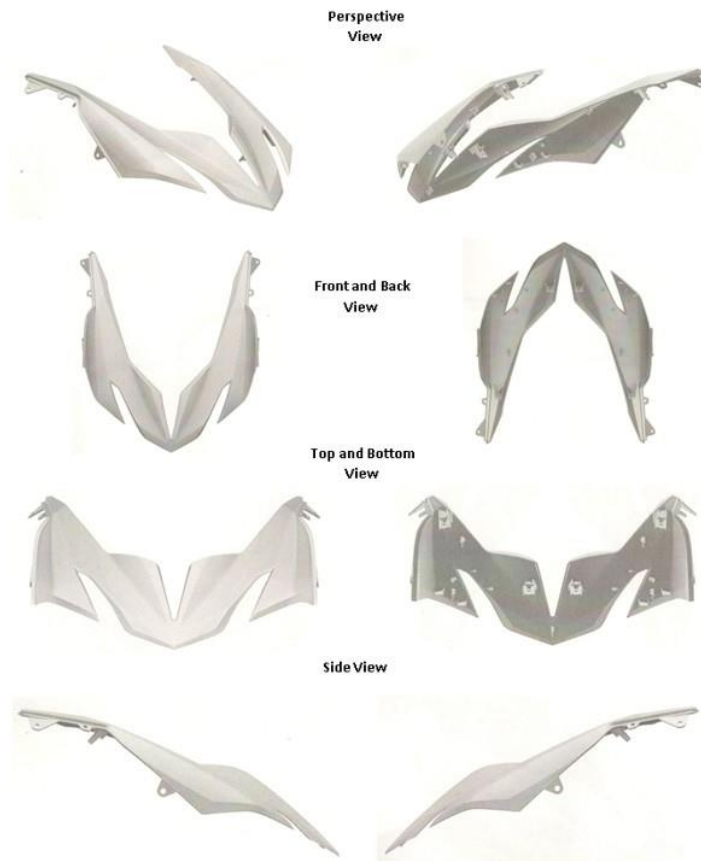 Perspective
View
Front and Back
View
Top and Bottom
View
Side View